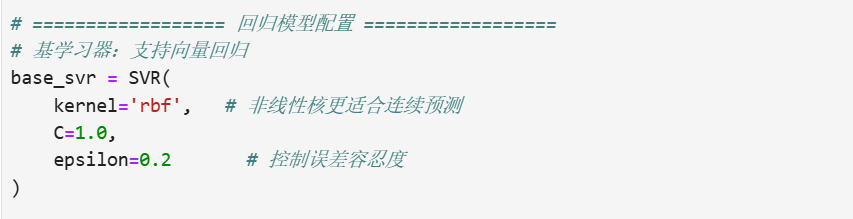 # ================== 回归模型配置 ==================
# 基学习器：支持向量回归
base_svr = SVR(
    kernel='rbf',   # 非线性核更适合连续预测
    C=1.0,
    epsilon=0.2       # 控制误差容忍度
)